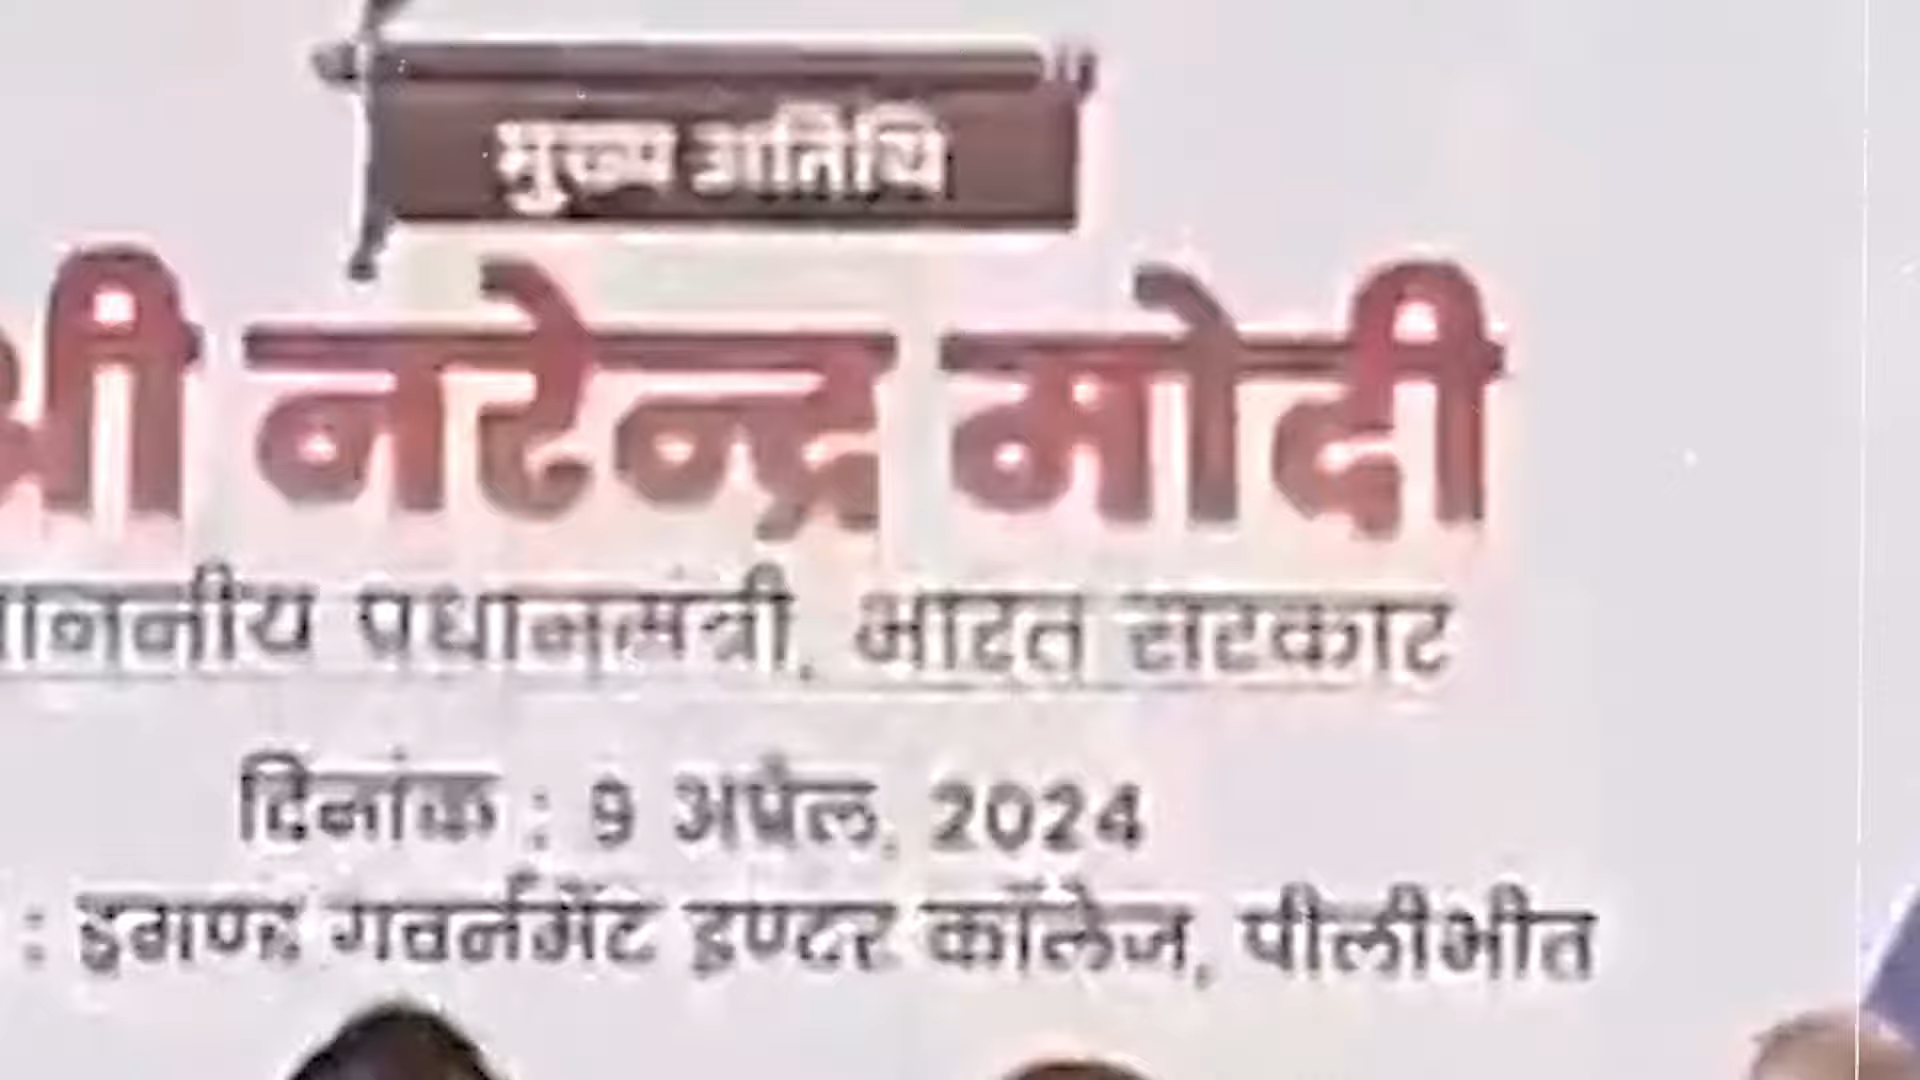 मुख्य अतिथि
श्री नरेन्द्र मोदी
माननीय प्रधानमंत्री, भारत सरकार
दिनांक : 9 अप्रैल, 2024
: ड्रमण्ड गवर्नमेंट इण्टर कॉलेज, पीलीभीत